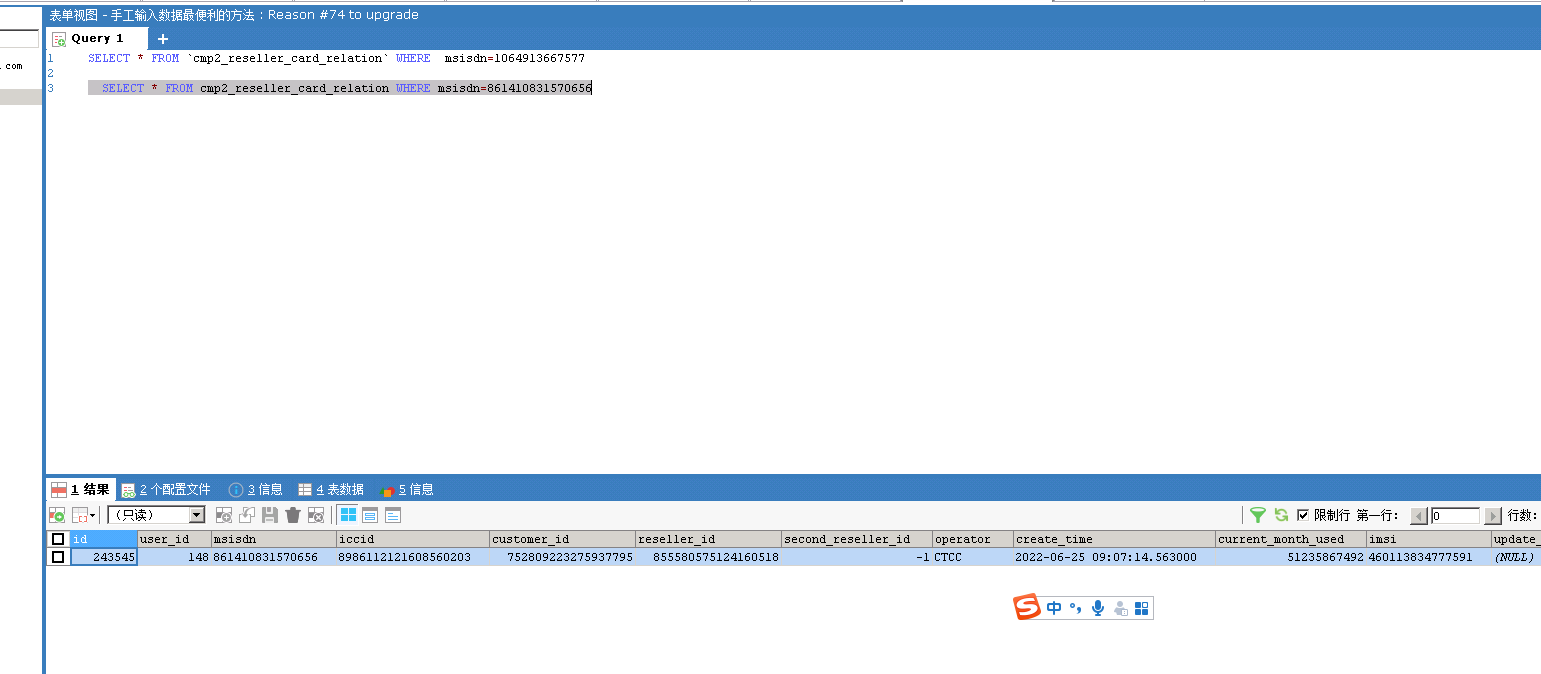 表单视图 - 手工输入数据最便利的方法：Reason #74 to upgrade
Query 1
.com
1 SELECT * FROM `cmp2_reseller_card_relation` WHERE  msisdn=1064913667577
2
3 SELECT * FROM cmp2_reseller_card_relation WHERE msisdn=861410831570656
1 结果 2 个配置文件 3 信息 4 表数据 5 信息
（只读） 限制行 第一行： 0 行数：
id user_id msisdn iccid customer_id reseller_id second_reseller_id operator create_time current_month_used imsi update_
243545 148 861410831570656 89861121216085602​03 752809223275937795 855580575124160518 -1 CTCC 2022-06-25 09:07:14.563000 51235867492 460113834777591 (NULL)
中